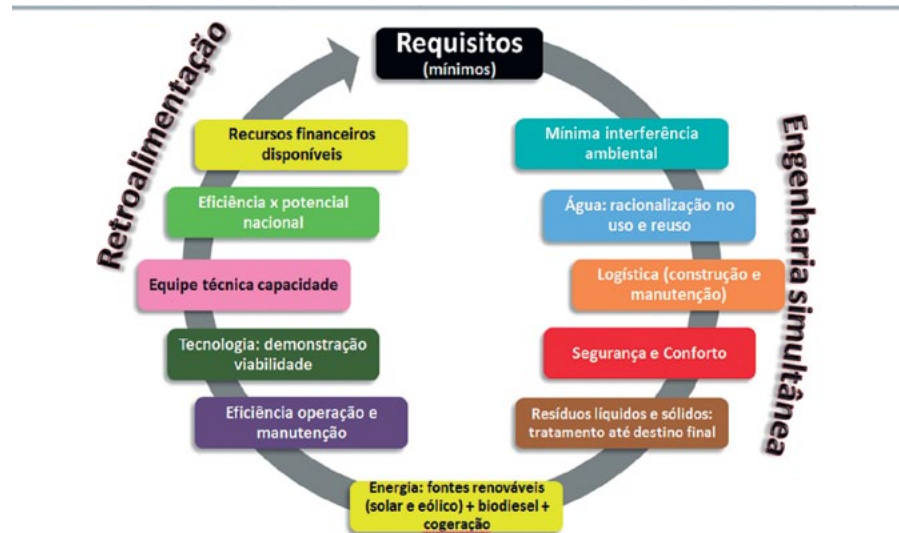 Requisitos
(mínimos)
Mínima interferência
ambiental
Água: racionalização no
uso e reuso
Logística (construção e
manutenção)
Segurança e Conforto
Resíduos líquidos e sólidos:
tratamento até destino final
Energia: fontes renováveis
(solar e eólico) + biodiesel +
cogeração
Eficiência operação e
manutenção
Tecnologia: demonstração
viabilidade
Equipe técnica capacidade
Eficiência x potencial
nacional
Recursos financeiros
disponíveis
Retroalimentação
Engenharia simultânea